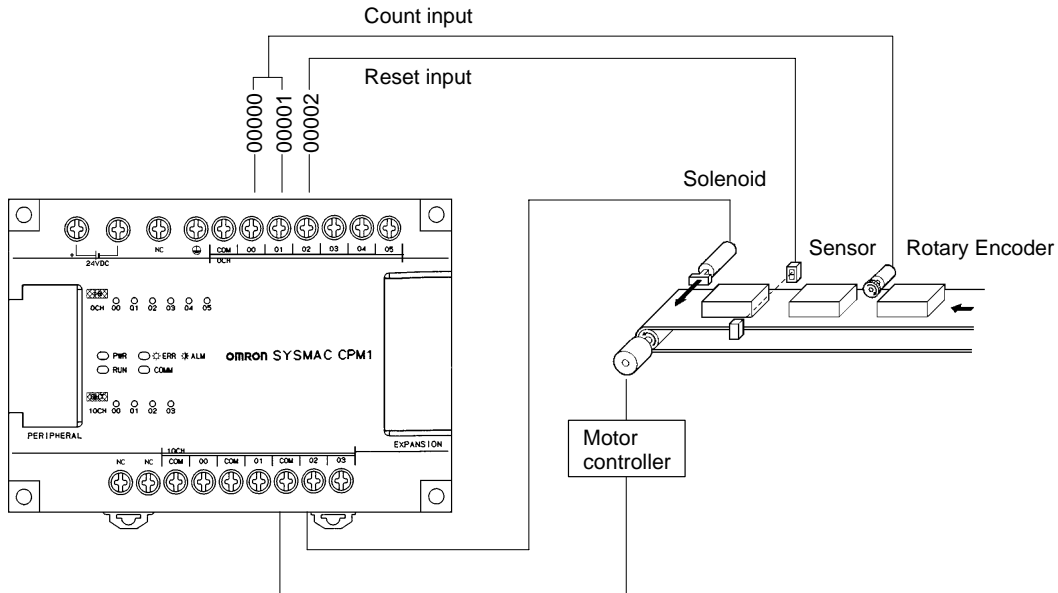 Count input
Reset input
00000
00001
00002
Solenoid
Sensor
Rotary Encoder
24VDC
NC
COM 00 01 02 03 04 05
0CH
0CH 00 01 02 03 04 05
PWR ERR ALM
RUN COMM
OMRON SYSMAC CPM1
10CH 00 01 02 03
PERIPHERAL
EXPANSION
10CH
NC NC COM 00 COM 01 COM 02 03
Motor
controller